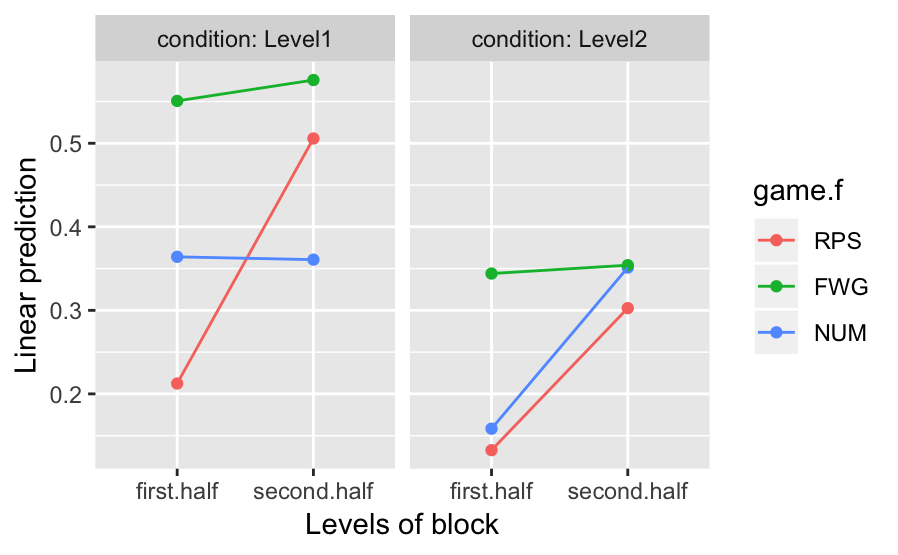 condition: Level1
condition: Level2
0.5
0.4
0.3
0.2
Linear prediction
first.half
second.half
first.half
second.half
Levels of block
game.f
RPS
FWG
NUM